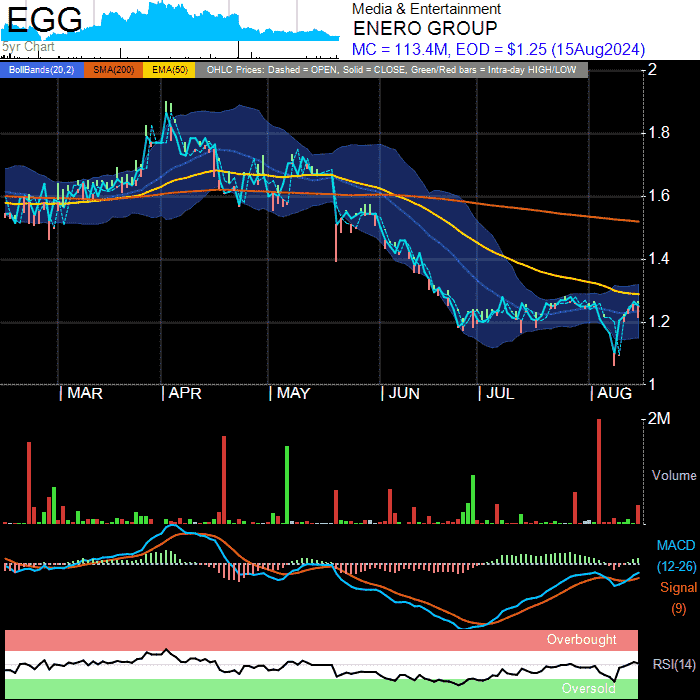 EGG
5yr Chart
Media & Entertainment
ENERO GROUP
MC = 113.4M, EOD = $1.25 (15Aug2024)
BollBands(20,2) SMA(200) EMA(50) OHLC Prices: Dashed = OPEN, Solid = CLOSE, Green/Red bars = Intra-day HIGH/LOW
2
1.8
1.6
1.4
1.2
1
MAR APR MAY JUN JUL AUG
2M
Volume
MACD
(12-26)
Signal
(9)
Overbought
RSI(14)
Oversold